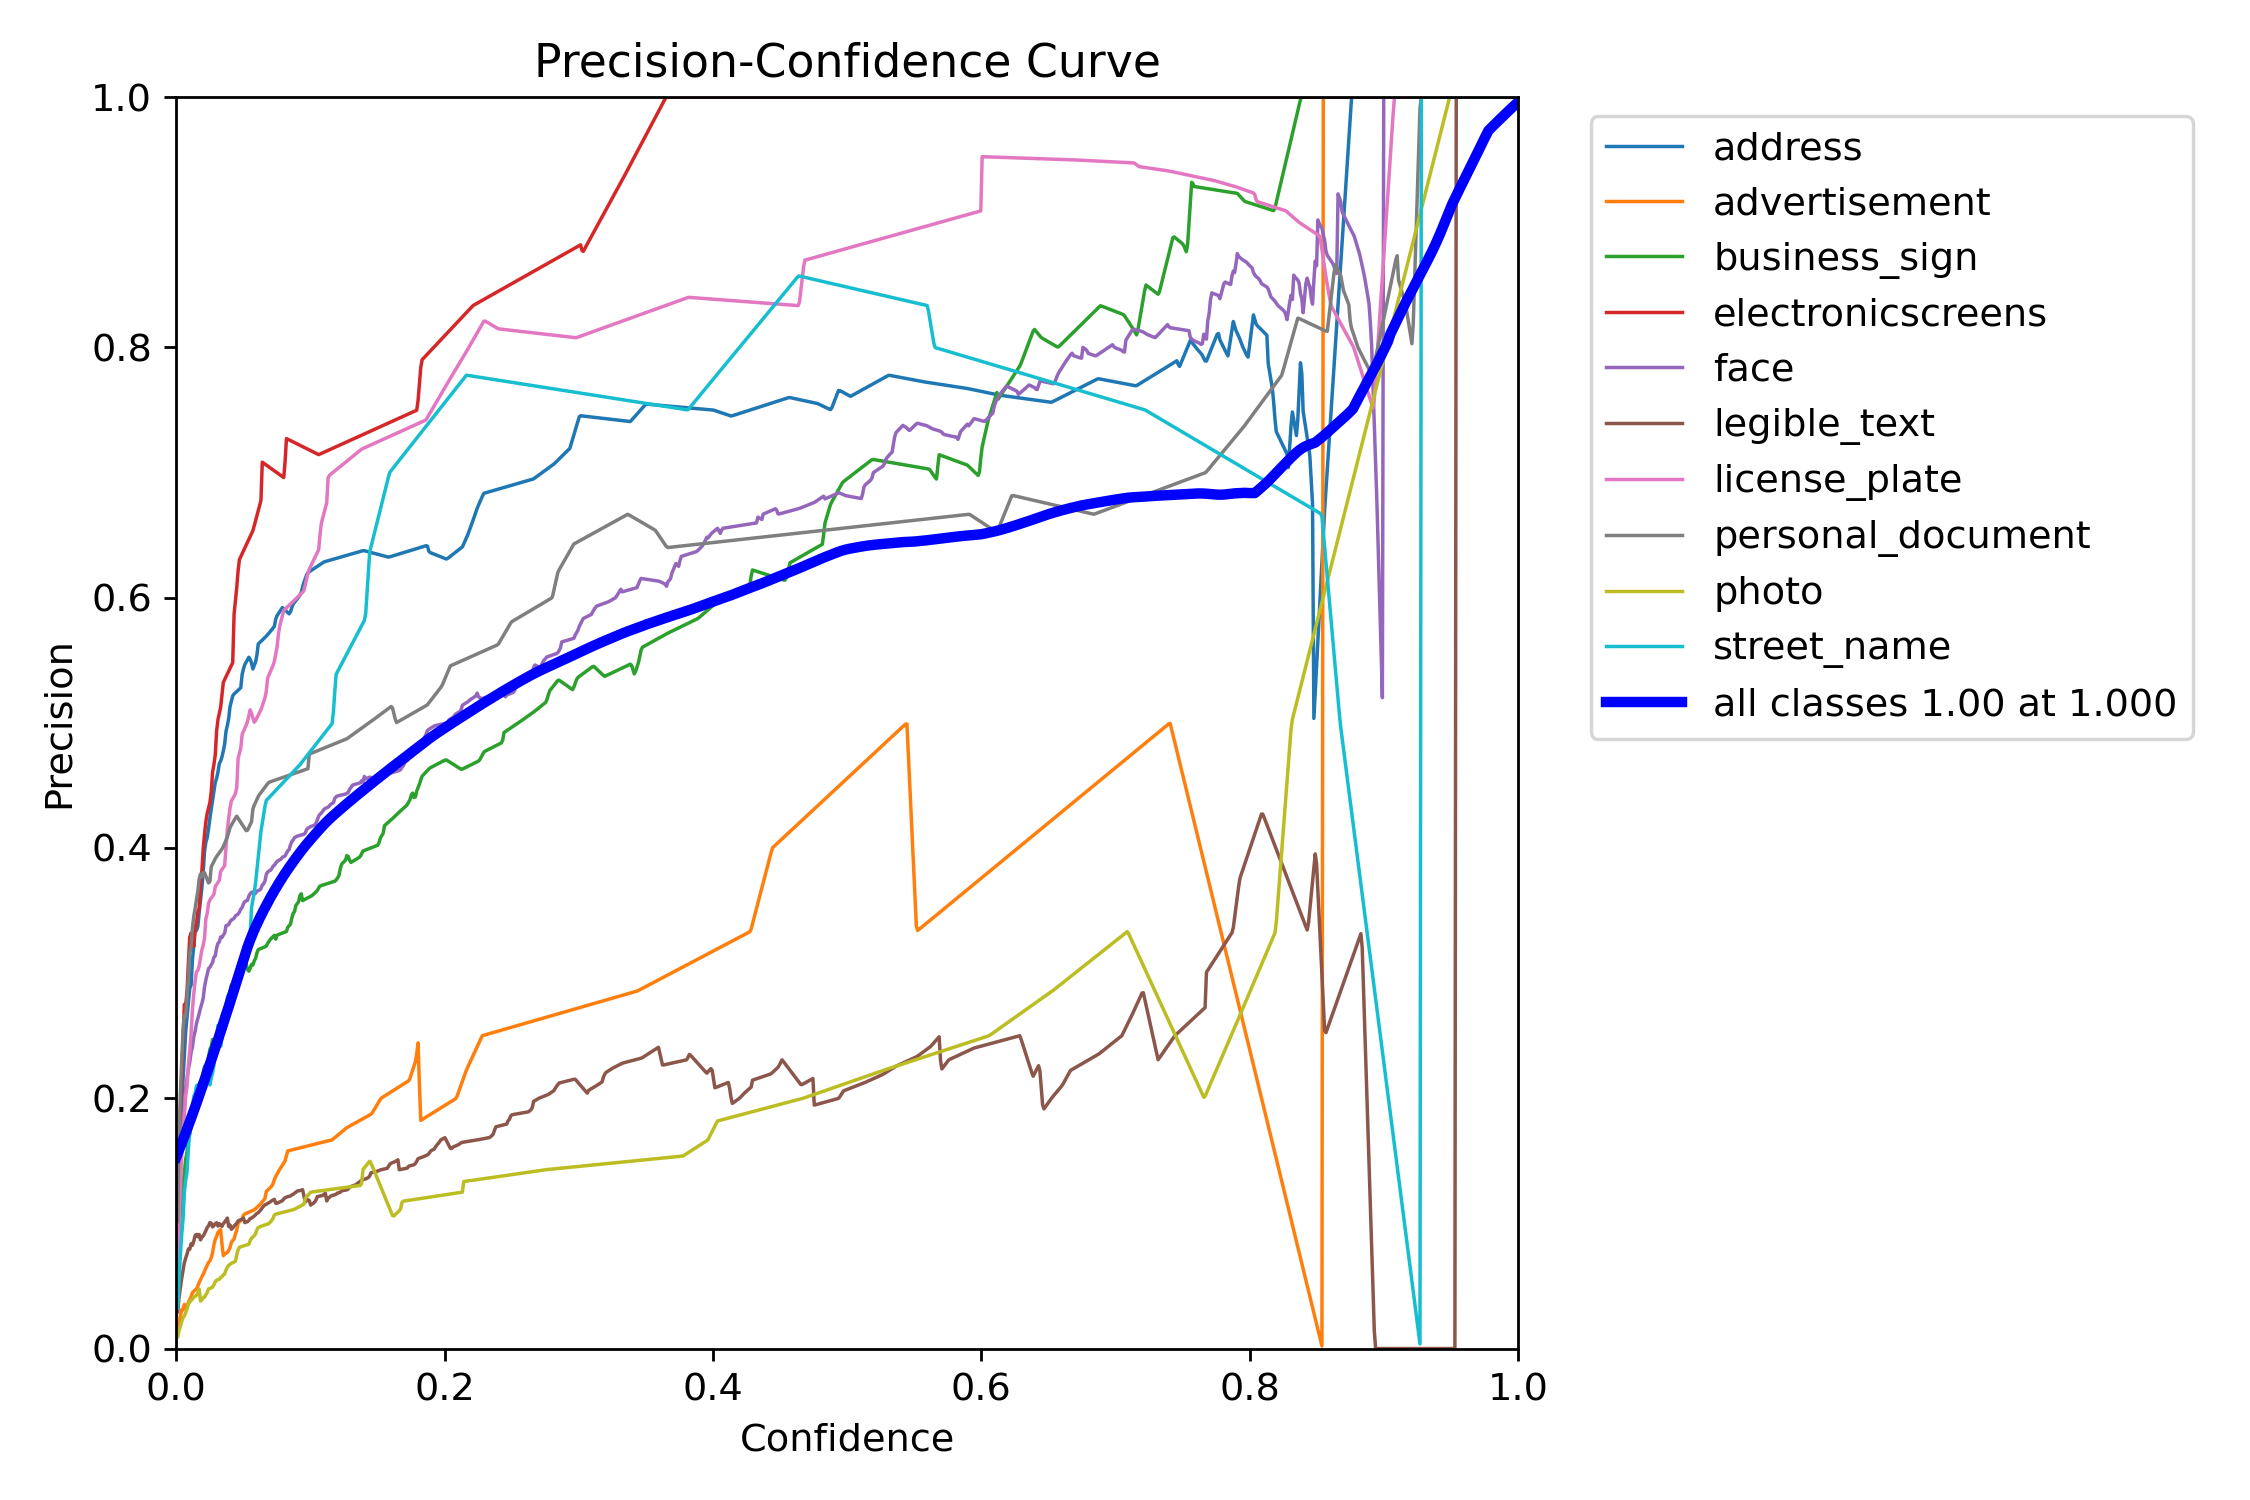 Precision-Confidence Curve
1.0
0.8
0.6
0.4
0.2
0.0
Precision
0.0 0.2 0.4 0.6 0.8 1.0
Confidence
address
advertisement
business_sign
electronicscreens
face
legible_text
license_plate
personal_document
photo
street_name
all classes 1.00 at 1.000